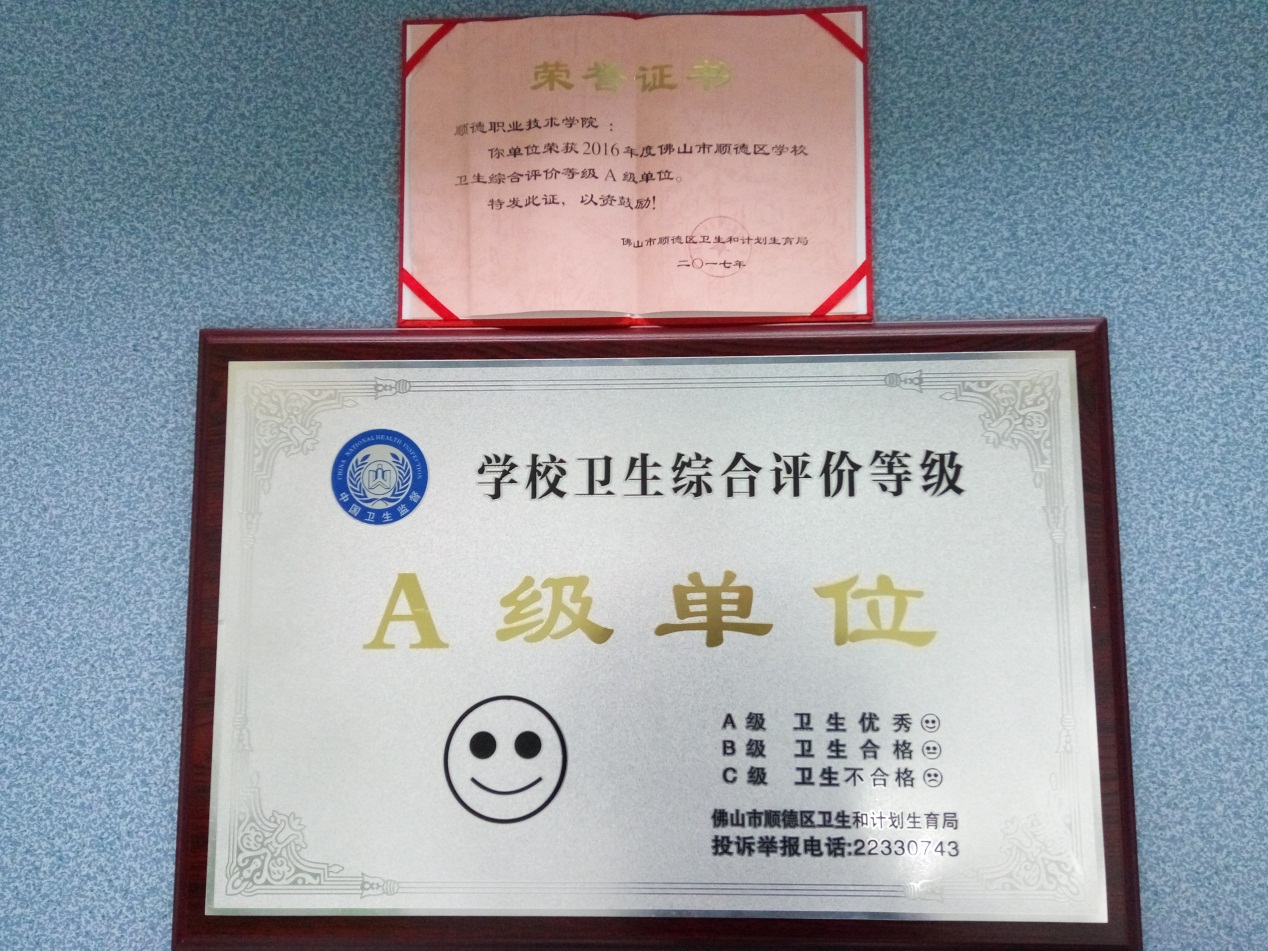 荣誉证书
顺德职业技术学院：
你单位荣获2016年度佛山市顺德区学校
卫生综合评价等级A级单位。
特发此证，以资鼓励！
佛山市顺德区卫生和计划生育局
二〇一七年
CHINA NATIONAL HEALTH INSPECTION
中国卫生监督
学校卫生综合评价等级
A级单位
A级 卫生优秀
B级 卫生合格
C级 卫生不合格
佛山市顺德区卫生和计划生育局
投诉举报电话:22330743